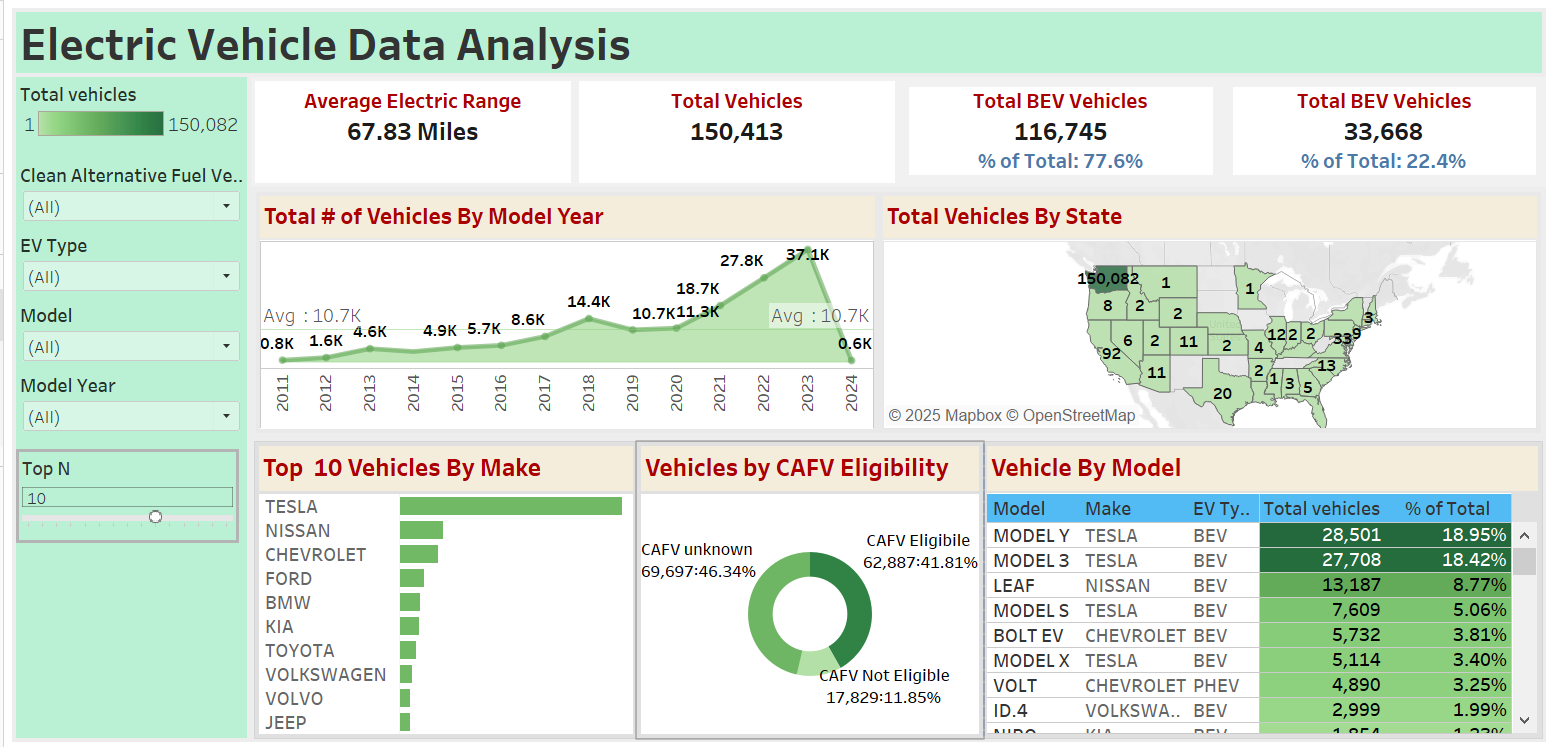 Electric Vehicle Data Analysis
Total vehicles
1 150,082
Clean Alternative Fuel Ve..
(All)
EV Type
(All)
Model
(All)
Model Year
(All)
Top N
10
Average Electric Range
67.83 Miles
Total Vehicles
150,413
Total BEV Vehicles
116,745
% of Total: 77.6%
Total BEV Vehicles
33,668
% of Total: 22.4%
Total # of Vehicles By Model Year
Avg : 10.7K
Avg : 10.7K
0.8K 1.6K 4.6K 4.9K 5.7K 8.6K 14.4K 10.7K 11.3K 18.7K 27.8K 37.1K 0.6K
2011 2012 2013 2014 2015 2016 2017 2018 2019 2020 2021 2022 2023 2024
Total Vehicles By State
150,082 1 1
8 2 2 3
6 2 11 2 12 2 2 33 9
92 4
11 2 1 3 5 13
20
© 2025 Mapbox © OpenStreetMap
Top  10 Vehicles By Make
TESLA
NISSAN
CHEVROLET
FORD
BMW
KIA
TOYOTA
VOLKSWAGEN
VOLVO
JEEP
Vehicles by CAFV Eligibility
CAFV unknown
69,697:46.34%
CAFV Eligibile
62,887:41.81%
CAFV Not Eligible
17,829:11.85%
Vehicle By Model
Model Make EV Ty.. Total vehicles % of Total
MODEL Y TESLA BEV 28,501 18.95%
MODEL 3 TESLA BEV 27,708 18.42%
LEAF NISSAN BEV 13,187 8.77%
MODEL S TESLA BEV 7,609 5.06%
BOLT EV CHEVROLET BEV 5,732 3.81%
MODEL X TESLA BEV 5,114 3.40%
VOLT CHEVROLET PHEV 4,890 3.25%
ID.4 VOLKSWA.. BEV 2,999 1.99%